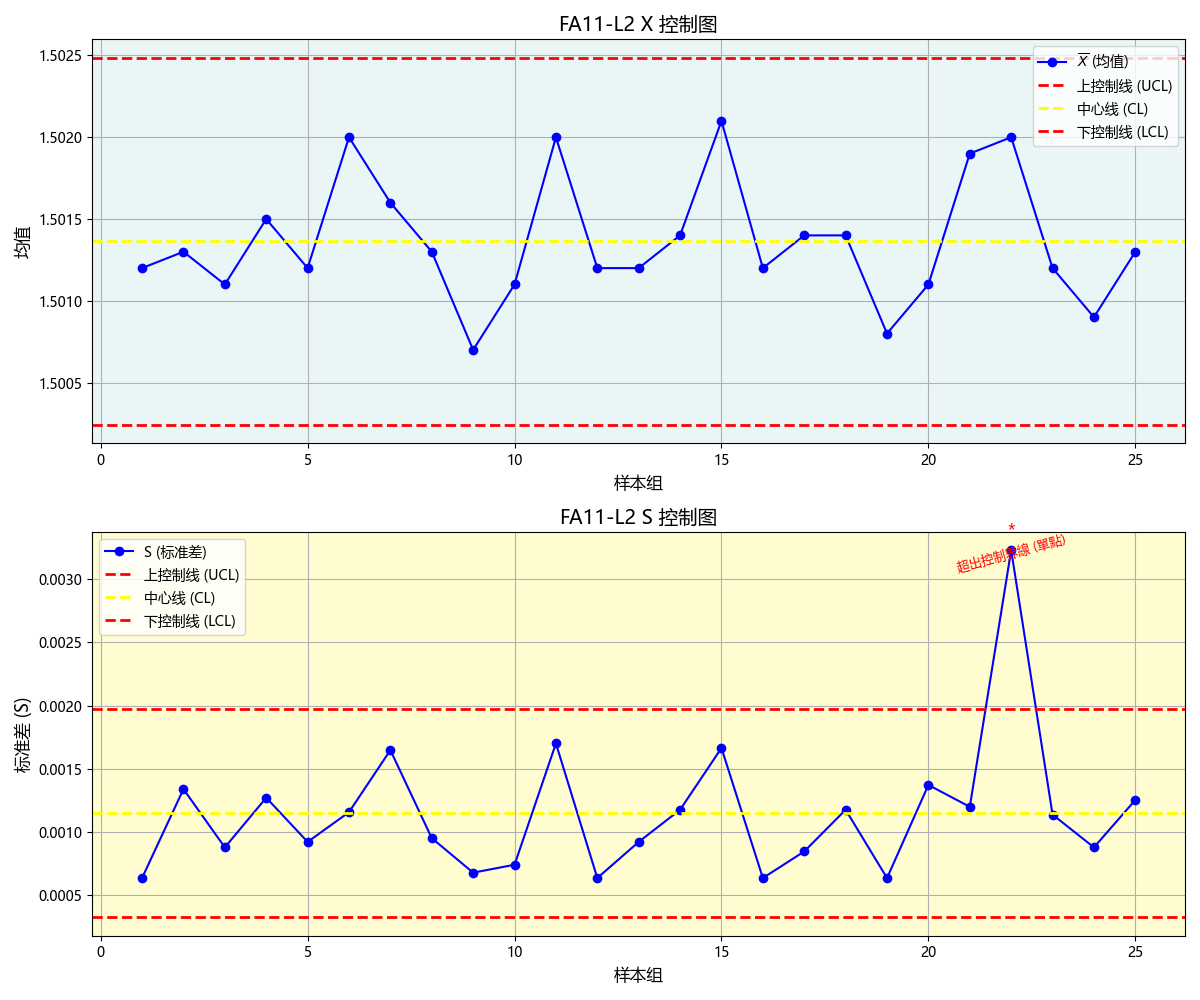 FA11-L2 X 控制图
1.5025
1.5020
1.5015
1.5010
1.5005
均值
X (均值)
上控制线 (UCL)
中心线 (CL)
下控制线 (LCL)
0 5 10 15 20 25
样本组
FA11-L2 S 控制图
*
超出控制界線 (單點)
S (标准差)
上控制线 (UCL)
中心线 (CL)
下控制线 (LCL)
0.0030
0.0025
0.0020
0.0015
0.0010
0.0005
标准差 (S)
0 5 10 15 20 25
样本组